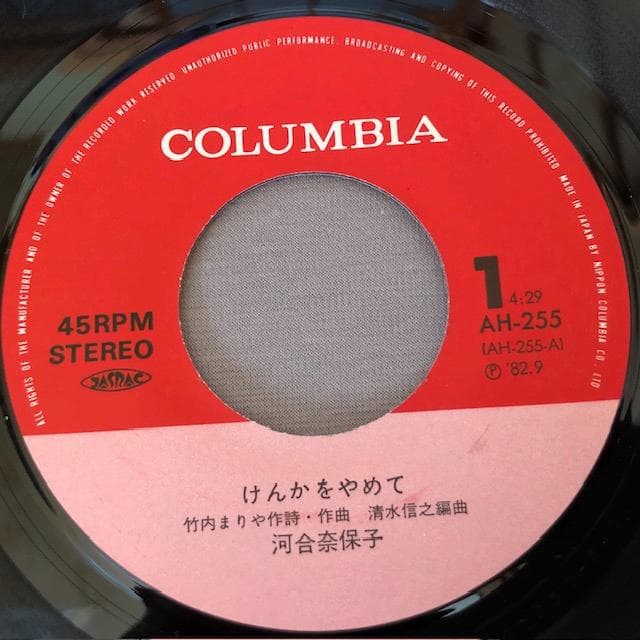 ALL RIGHTS OF THE MANUFACTURER AND OF THE OWNER OF THE RECORDED WORK RESERVED. UNAUTHORIZED PUBLIC PERFORMANCE. BROADCASTING AND COPYING OF THIS RECORD PROHIBITED. MADE IN JAPAN BY NIPPON COLUMBIA CO., LTD
COLUMBIA
45RPM
STEREO
JASRAC
1 4:29
AH-255
(AH-255-A)
Ⓟ '82.9
けんかをやめて
竹内まりや作詩・作曲 清水信之編曲
河合奈保子